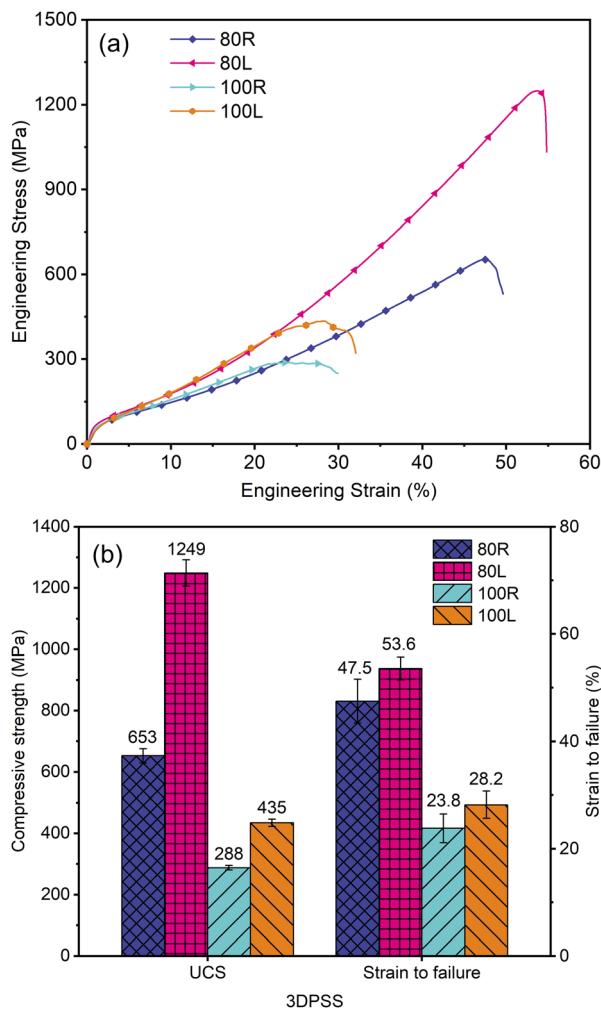 (a)
80R
80L
100R
100L
Engineering Stress (MPa)
1500
1200
900
600
300
0
0 10 20 30 40 50 60
Engineering Strain (%)
(b)
80R
80L
100R
100L
Compressive strength (MPa)
1400
1200
1000
800
600
400
200
0
653
1249
288
435
47.5
53.6
23.8
28.2
80
60
40
20
0
Strain to failure (%)
UCS Strain to failure
3DPSS